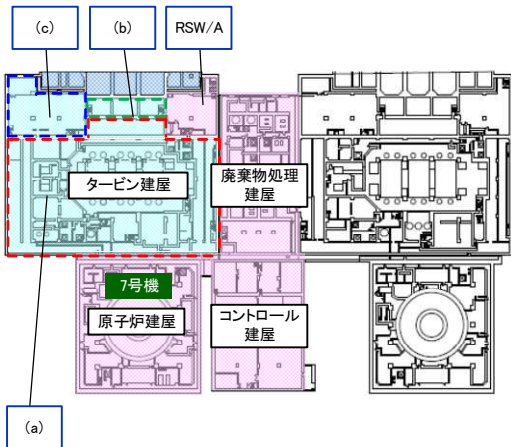 (c)
(b)
RSW/A
タービン建屋
廃棄物処理
建屋
7号機
原子炉建屋
コントロール
建屋
(a)